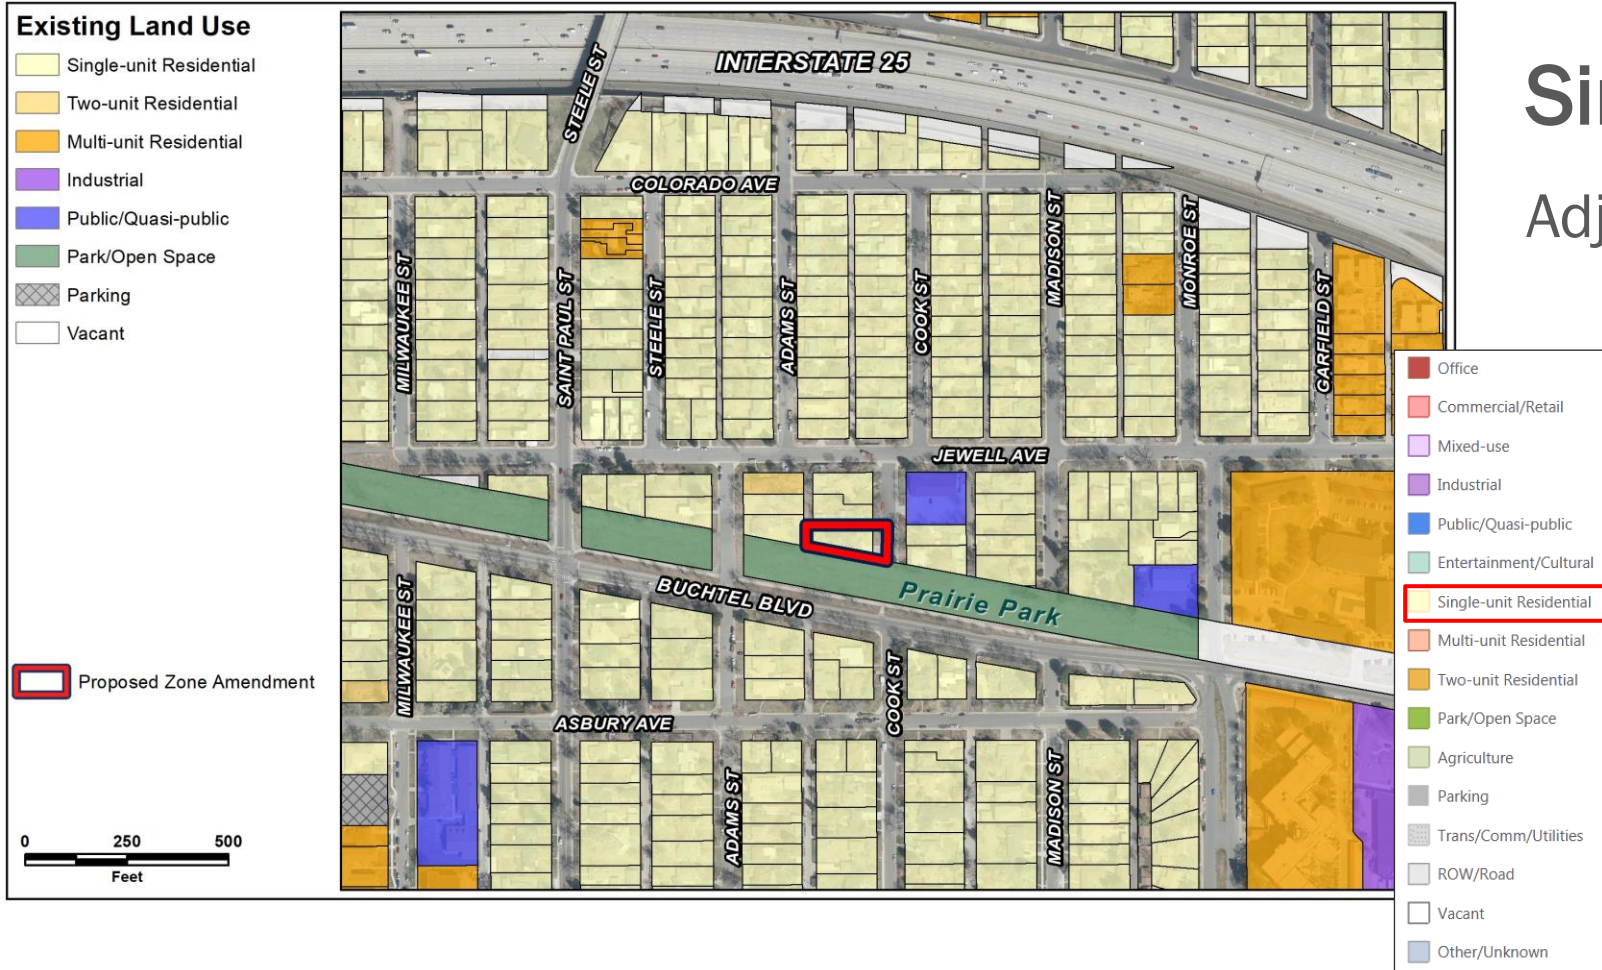 Existing Land Use
Single-unit Residential
Two-unit Residential
Multi-unit Residential
Industrial
Public/Quasi-public
Park/Open Space
Parking
Vacant
Proposed Zone Amendment
0 250 500
Feet
INTERSTATE 25
STEELE ST
COLORADO AVE
MILWAUKEE ST
SAINT PAUL ST
STEELE ST
ADAMS ST
COOK ST
MADISON ST
MONROE ST
GARFIELD ST
JEWELL AVE
BUCHTEL BLVD
Prairie Park
MILWAUKEE ST
COOK ST
ASBURY AVE
ADAMS ST
MADISON ST
Sin
Adj
Office
Commercial/Retail
Mixed-use
Industrial
Public/Quasi-public
Entertainment/Cultural
Single-unit Residential
Multi-unit Residential
Two-unit Residential
Park/Open Space
Agriculture
Parking
Trans/Comm/Utilities
ROW/Road
Vacant
Other/Unknown